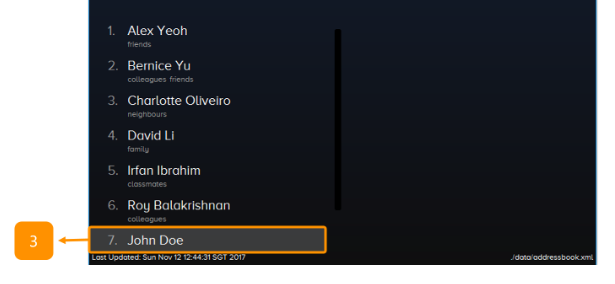 1. Alex Yeoh
friends
2. Bernice Yu
colleagues friends
3. Charlotte Oliveiro
neighbours
4. David Li
family
5. Irfan Ibrahim
classmates
6. Roy Balakrishnan
colleagues
3
7. John Doe
Last Updated: Sun Nov 12 12:44:31 SGT 2017 ./data/addressbook.xml